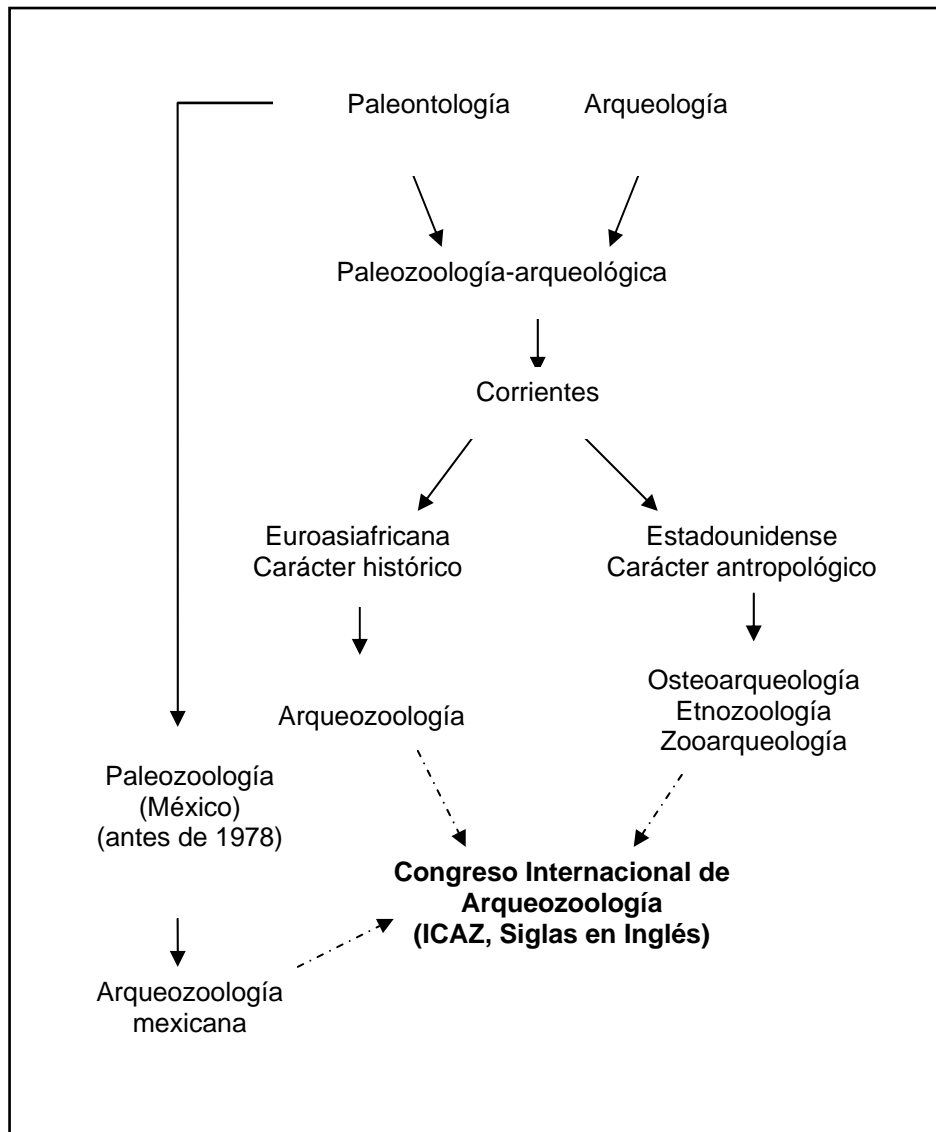 Paleontología
Arqueología
Paleozoología-arqueológica
Corrientes
Euroasiafricana
Carácter histórico
Estadounidense
Carácter antropológico
Arqueozoología
Osteoarqueología
Etnozoología
Zooarqueología
Paleozoología
(México)
(antes de 1978)
Congreso Internacional de
Arqueozoología
(ICAZ, Siglas en Inglés)
Arqueozoología
mexicana